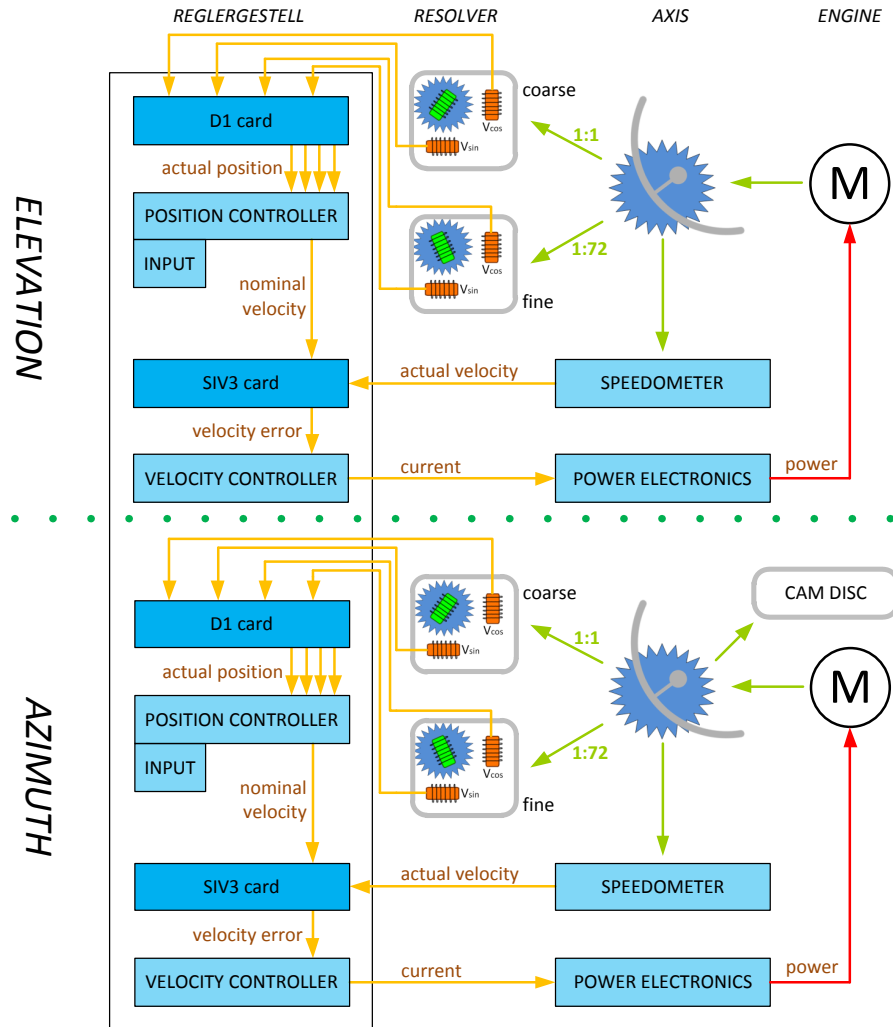 REGLERGESTELL
RESOLVER
AXIS
ENGINE
ELEVATION
D1 card
actual position
POSITION CONTROLLER
INPUT
nominal
velocity
SIV3 card
velocity error
VELOCITY CONTROLLER
coarse
Vcos
Vsin
1:1
Vcos
Vsin
1:72
fine
M
actual velocity
SPEEDOMETER
current
POWER ELECTRONICS
power
AZIMUTH
D1 card
actual position
POSITION CONTROLLER
INPUT
nominal
velocity
SIV3 card
velocity error
VELOCITY CONTROLLER
coarse
Vcos
Vsin
1:1
Vcos
Vsin
1:72
fine
CAM DISC
M
actual velocity
SPEEDOMETER
current
POWER ELECTRONICS
power